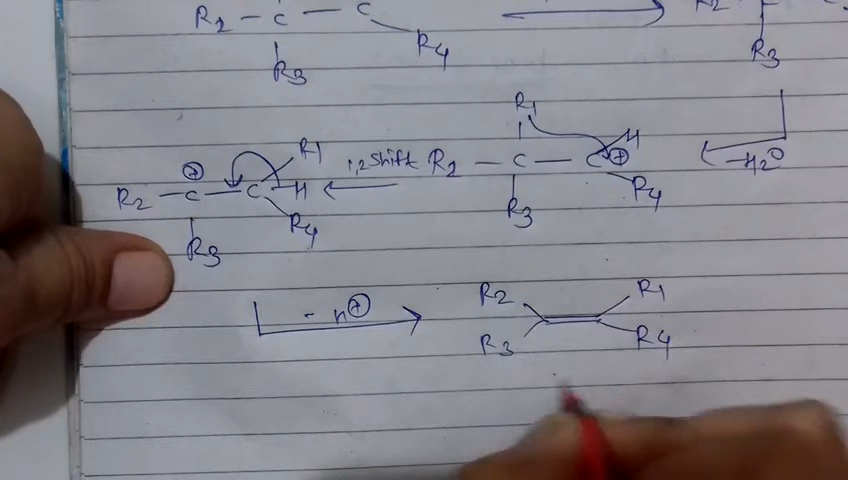 R2 – C – C
R4
R3
R3
R1
R2 – C – C ⊕ H
R3
R4
–H2O
1,2 Shift
⊕ R1
R2 – C – C – H
R3
R4
– H⊕
R2 R1
R3 R4